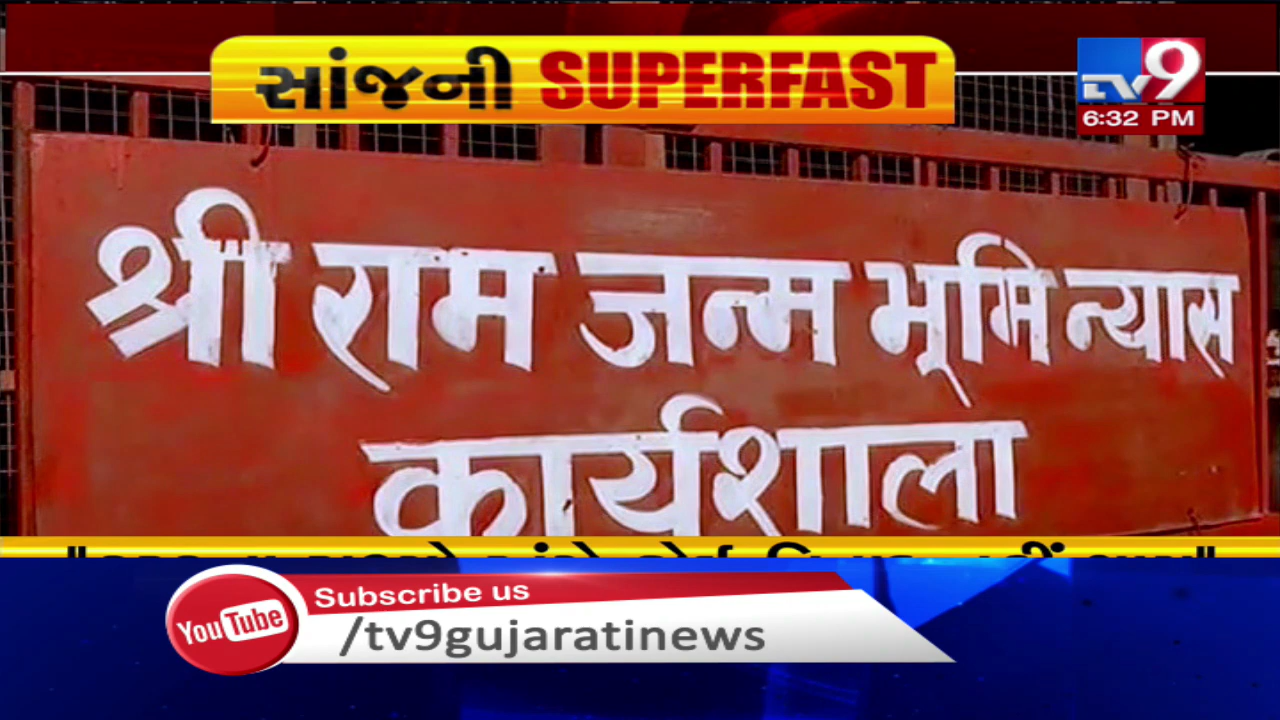 સાંજની SUPERFAST
TV9
6:32 PM
श्री राम जन्म भूमि न्यास
कार्यशाला
YouTube
Subscribe us
/tv9gujaratinews